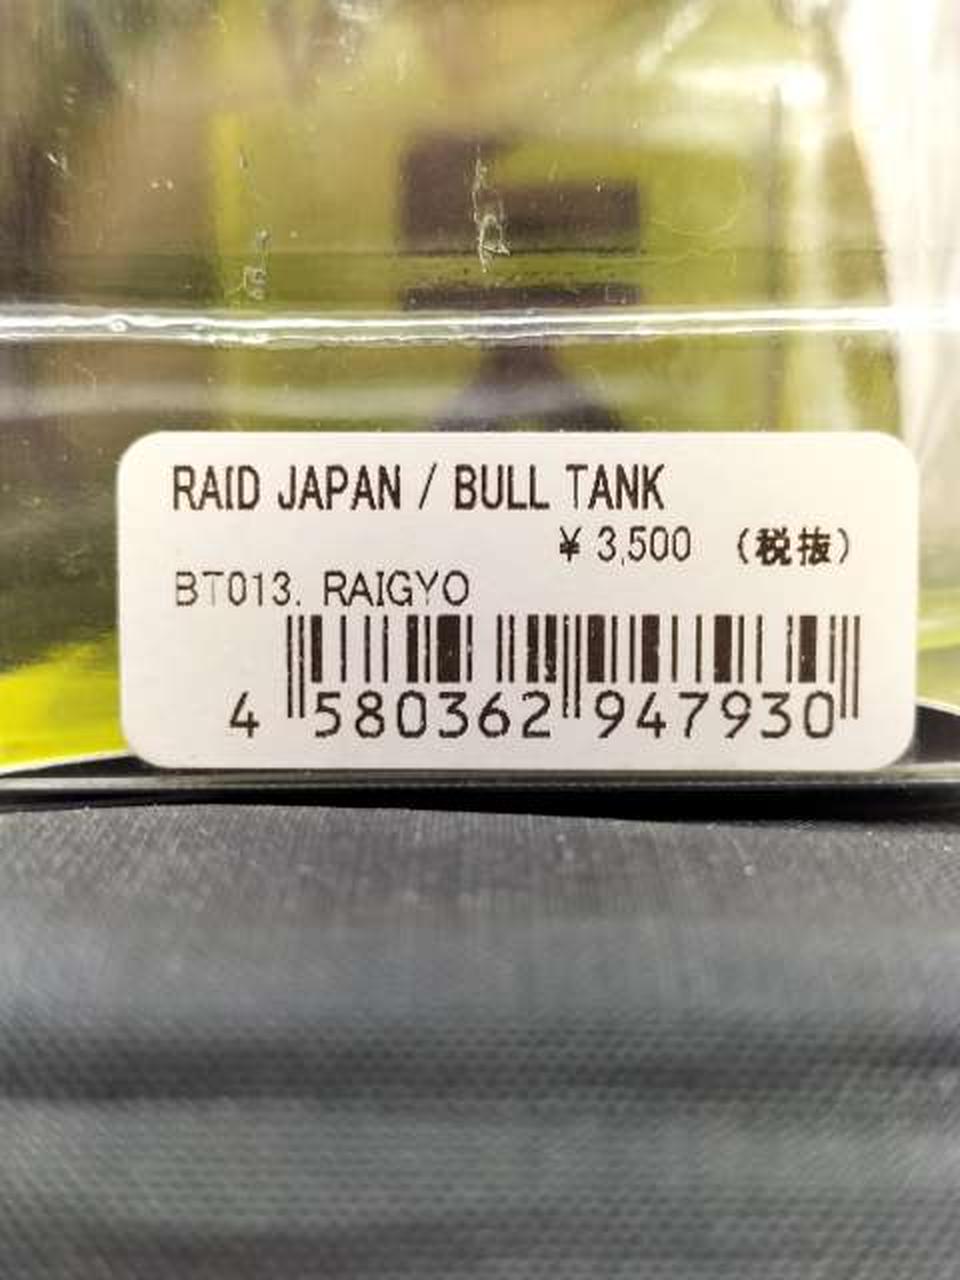 RAID JAPAN / BULL TANK
¥ 3,500 (税抜)
BT013. RAIGYO
4 580362 947930